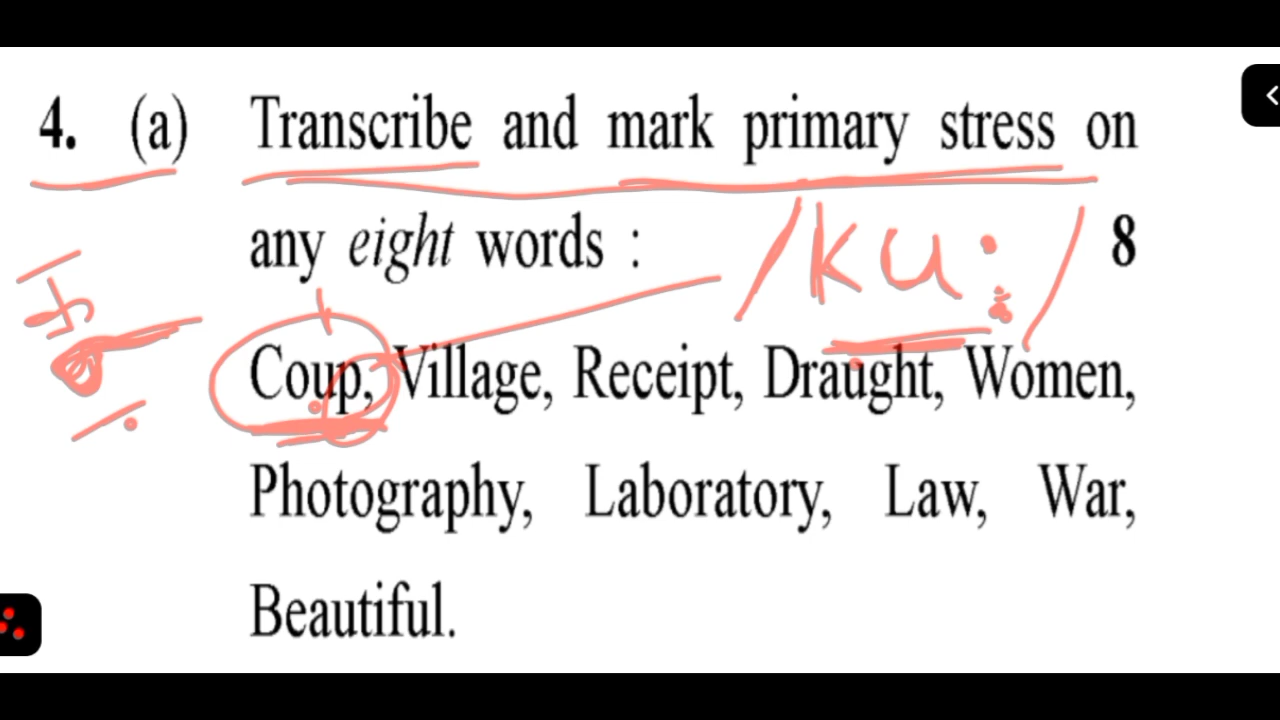 4. (a) Transcribe and mark primary stress on
any eight words : /ku:/ 8
Coup, Village, Receipt, Draught, Women,
Photography, Laboratory, Law, War,
Beautiful.